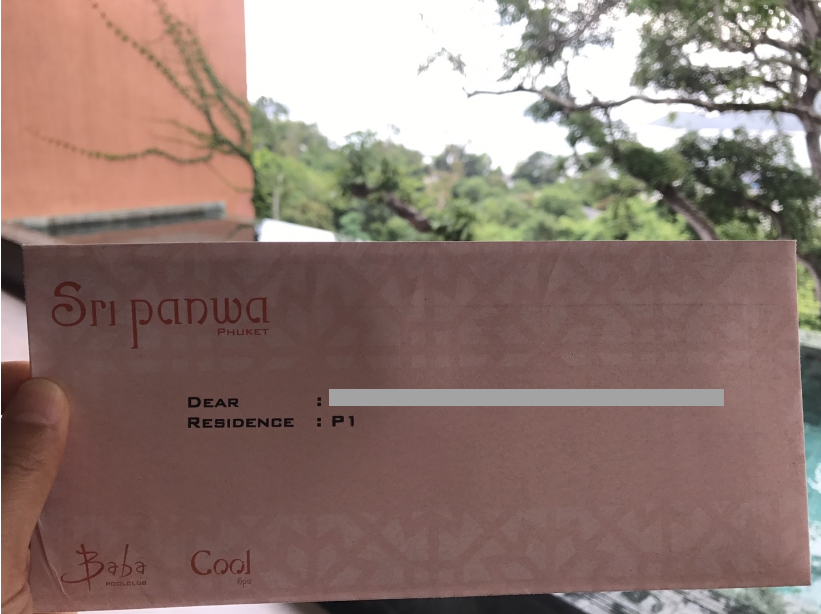 Sri panwa
PHUKET
DEAR :
RESIDENCE : P1
Baba
POOLCLUB
Cool
Spa